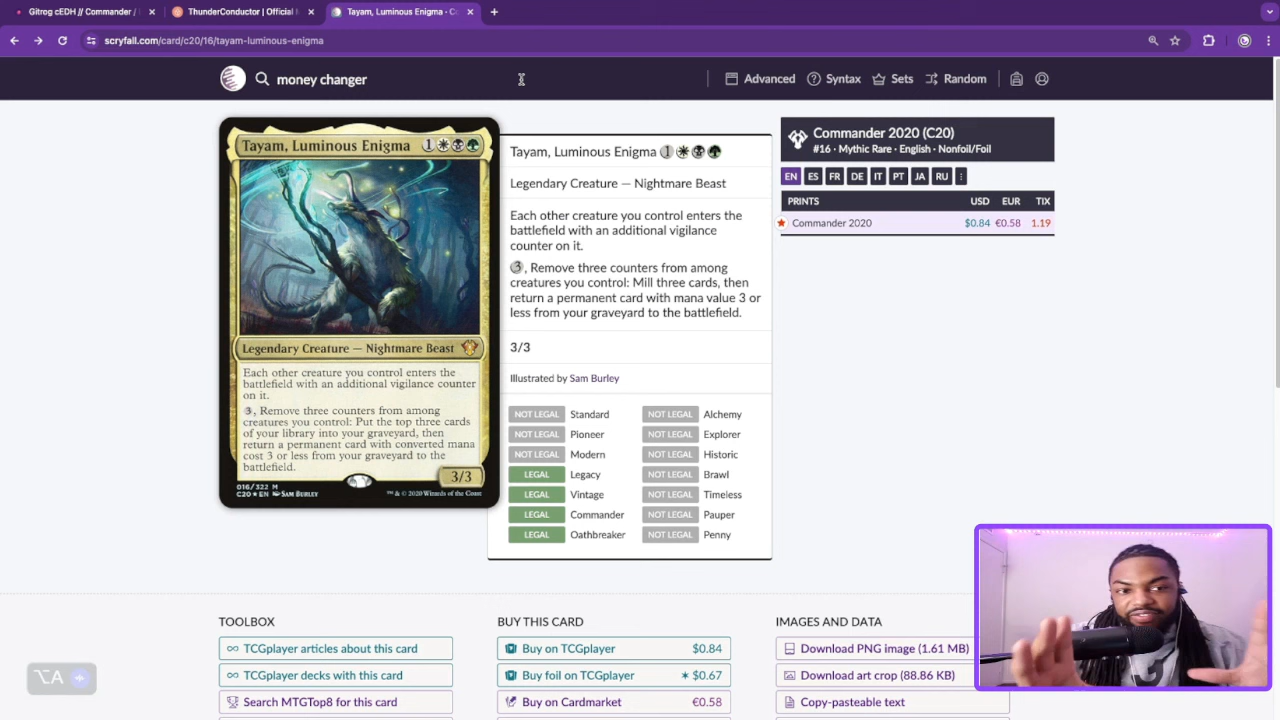 Gitrog cEDH // Commander /
ThunderConductor | Official
Tayam, Luminous Enigma · C
scryfall.com/card/c20/16/tayam-luminous-enigma
money changer
Advanced
Syntax
Sets
Random
Tayam, Luminous Enigma 1
Legendary Creature — Nightmare Beast
Each other creature you control enters the
battlefield with an additional vigilance counter
on it.
3, Remove three counters from among
creatures you control: Put the top three cards
of your library into your graveyard, then
return a permanent card with converted mana
cost 3 or less from your graveyard to the
battlefield.
3/3
016/322 M
C20 ★ EN Sam Burley
™ & © 2020 Wizards of the Coast
Tayam, Luminous Enigma 1
Legendary Creature — Nightmare Beast
Each other creature you control enters the
battlefield with an additional vigilance
counter on it.
3, Remove three counters from among
creatures you control: Mill three cards, then
return a permanent card with mana value 3 or
less from your graveyard to the battlefield.
3/3
Illustrated by Sam Burley
NOT LEGAL Standard NOT LEGAL Alchemy
NOT LEGAL Pioneer NOT LEGAL Explorer
NOT LEGAL Modern NOT LEGAL Historic
LEGAL Legacy NOT LEGAL Brawl
LEGAL Vintage NOT LEGAL Timeless
LEGAL Commander NOT LEGAL Pauper
LEGAL Oathbreaker NOT LEGAL Penny
Commander 2020 (C20)
#16 · Mythic Rare · English · Nonfoil/Foil
EN ES FR DE IT PT JA RU
PRINTS USD EUR TIX
Commander 2020 $0.84 €0.58 1.19
TOOLBOX
TCGplayer articles about this card
TCGplayer decks with this card
Search MTGTop8 for this card
BUY THIS CARD
Buy on TCGplayer $0.84
Buy foil on TCGplayer ✶ $0.67
Buy on Cardmarket €0.58
IMAGES AND DATA
Download PNG image (1.61 MB)
Download art crop (88.86 KB)
Copy-pasteable text
⌥A